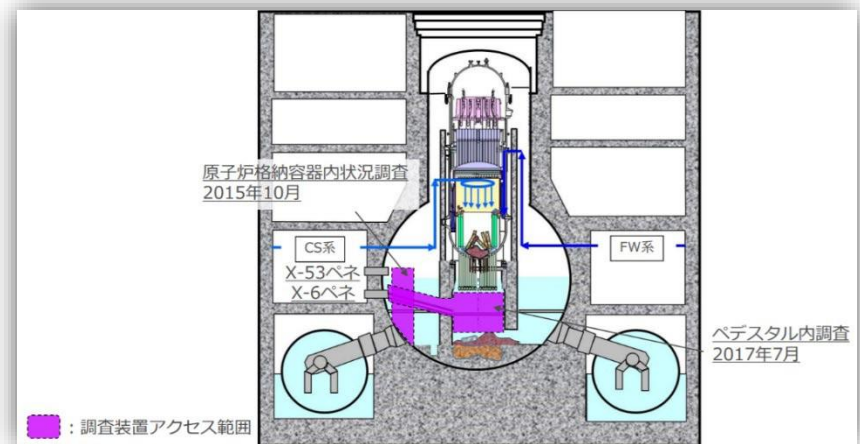 原子炉格納容器内状況調査
2015年10月
CS系
FW系
X-53ペネ
X-6ペネ
ペデスタル内調査
2017年7月
：調査装置アクセス範囲